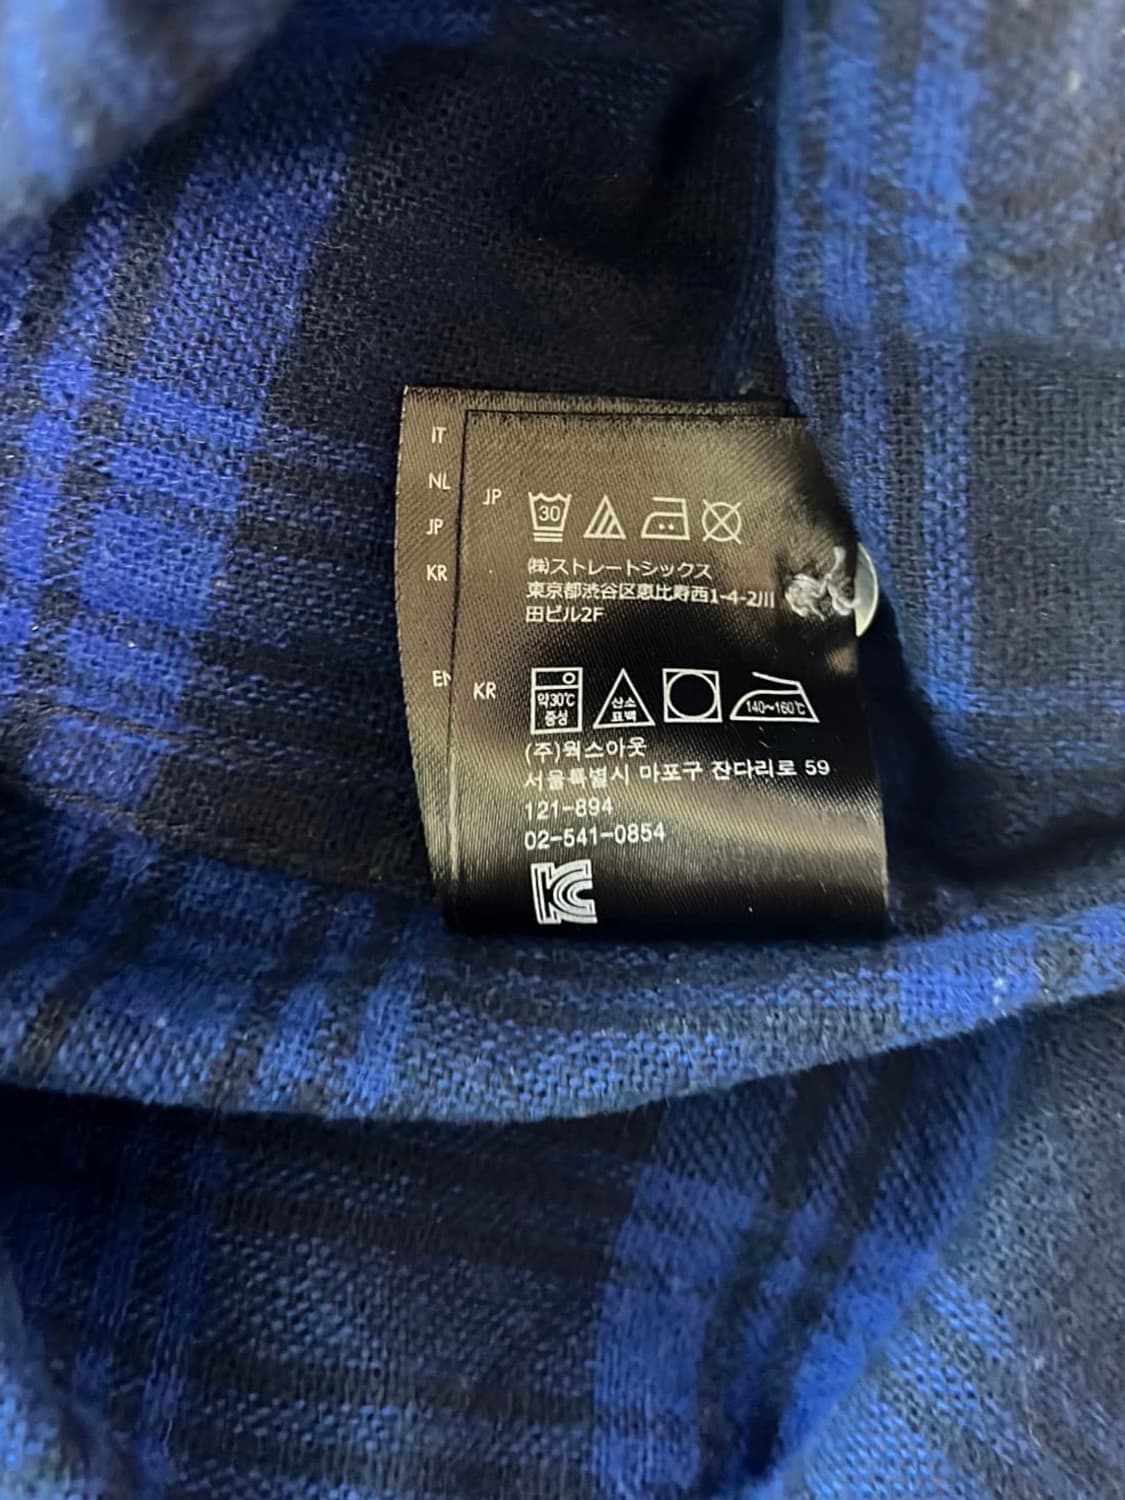 IT
NL
JP
KR
EN
JP
30
(株)ストレートシックス
東京都渋谷区恵比寿西1-4-2川
田ビル2F
KR
약30℃
중성
산소
표백
140~160℃
(주)웍스아웃
서울특별시 마포구 잔다리로 59
121-894
02-541-0854